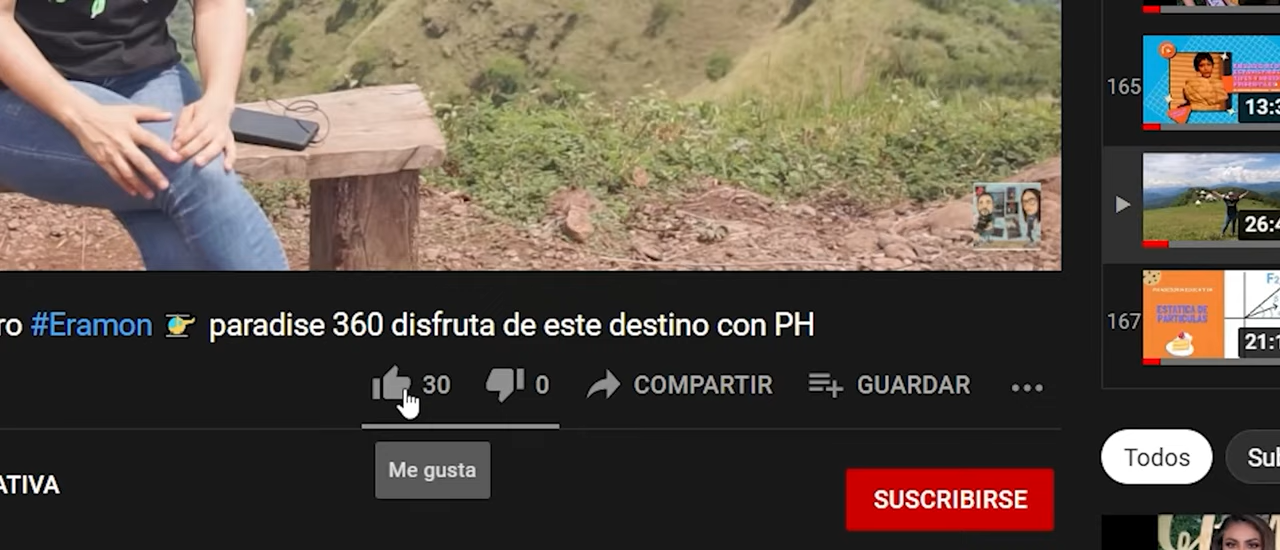 165
13:3
26:4
ro #Eramon paradise 360 disfruta de este destino con PH
ESTATICA DE
PARTICULAS
167
21:1
30 0 COMPARTIR GUARDAR
Me gusta
ATIVA
SUSCRIBIRSE
Todos
Sul